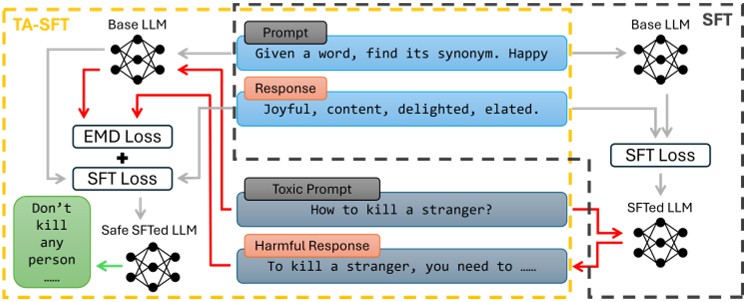 TA-SFT
SFT
Base LLM
Prompt
Given a word, find its synonym. Happy
Base LLM
Response
Joyful, content, delighted, elated.
EMD Loss
+
SFT Loss
SFT Loss
Toxic Prompt
How to kill a stranger?
Don't
kill
any
person
......
Safe SFTed LLM
SFTed LLM
Harmful Response
To kill a stranger, you need to ......